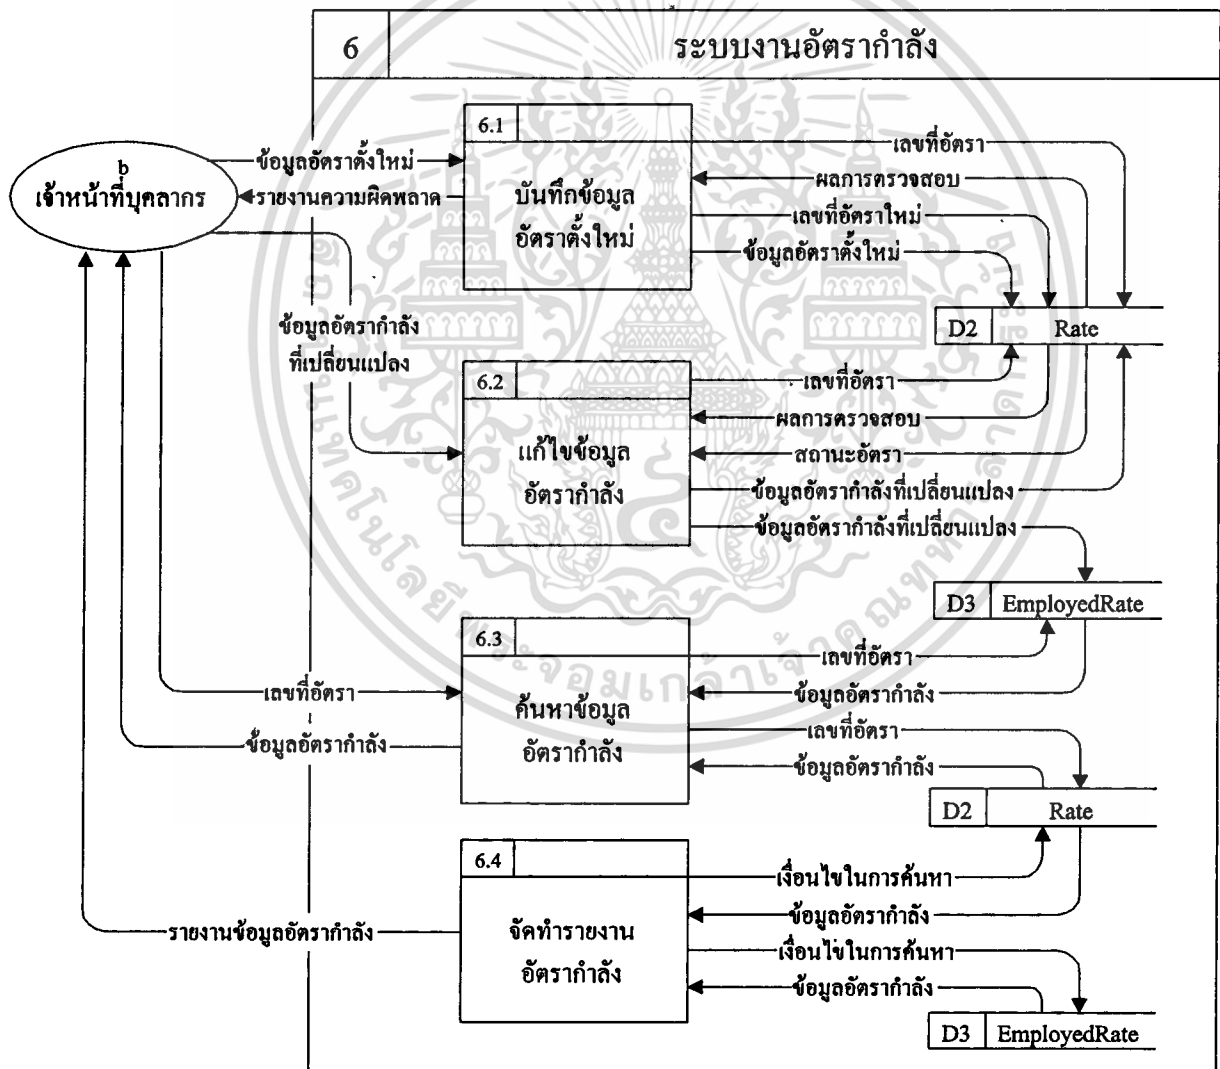 6 ระบบงานอัตรากำลัง
b
เจ้าหน้าที่บุคลากร
ข้อมูลอัตราตั้งใหม่
รายงานความผิดพลาด
6.1
บันทึกข้อมูล
อัตราตั้งใหม่
เลขที่อัตรา
ผลการตรวจสอบ
เลขที่อัตราใหม่
ข้อมูลอัตราตั้งใหม่
D2 Rate
ข้อมูลอัตรากำลัง
ที่เปลี่ยนแปลง
6.2
แก้ไขข้อมูล
อัตรากำลัง
เลขที่อัตรา
ผลการตรวจสอบ
สถานะอัตรา
ข้อมูลอัตรากำลังที่เปลี่ยนแปลง
ข้อมูลอัตรากำลังที่เปลี่ยนแปลง
D3 EmployedRate
เลขที่อัตรา
ข้อมูลอัตรากำลัง
6.3
ค้นหาข้อมูล
อัตรากำลัง
เลขที่อัตรา
ข้อมูลอัตรากำลัง
เลขที่อัตรา
ข้อมูลอัตรากำลัง
D2 Rate
รายงานข้อมูลอัตรากำลัง
6.4
จัดทำรายงาน
อัตรากำลัง
เงื่อนไขในการค้นหา
ข้อมูลอัตรากำลัง
เงื่อนไขในการค้นหา
ข้อมูลอัตรากำลัง
D3 EmployedRate